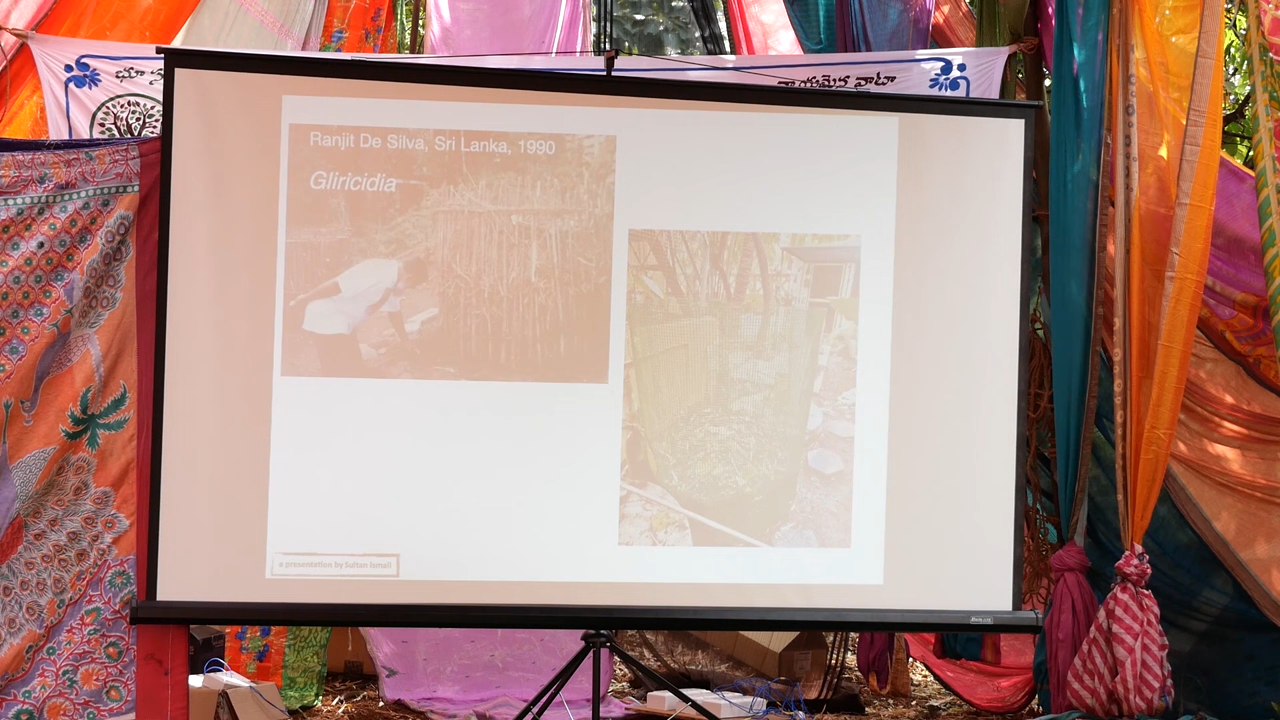 Ranjit De Silva, Sri Lanka, 1990
Gliricidia
a presentation by Sultan Ismail